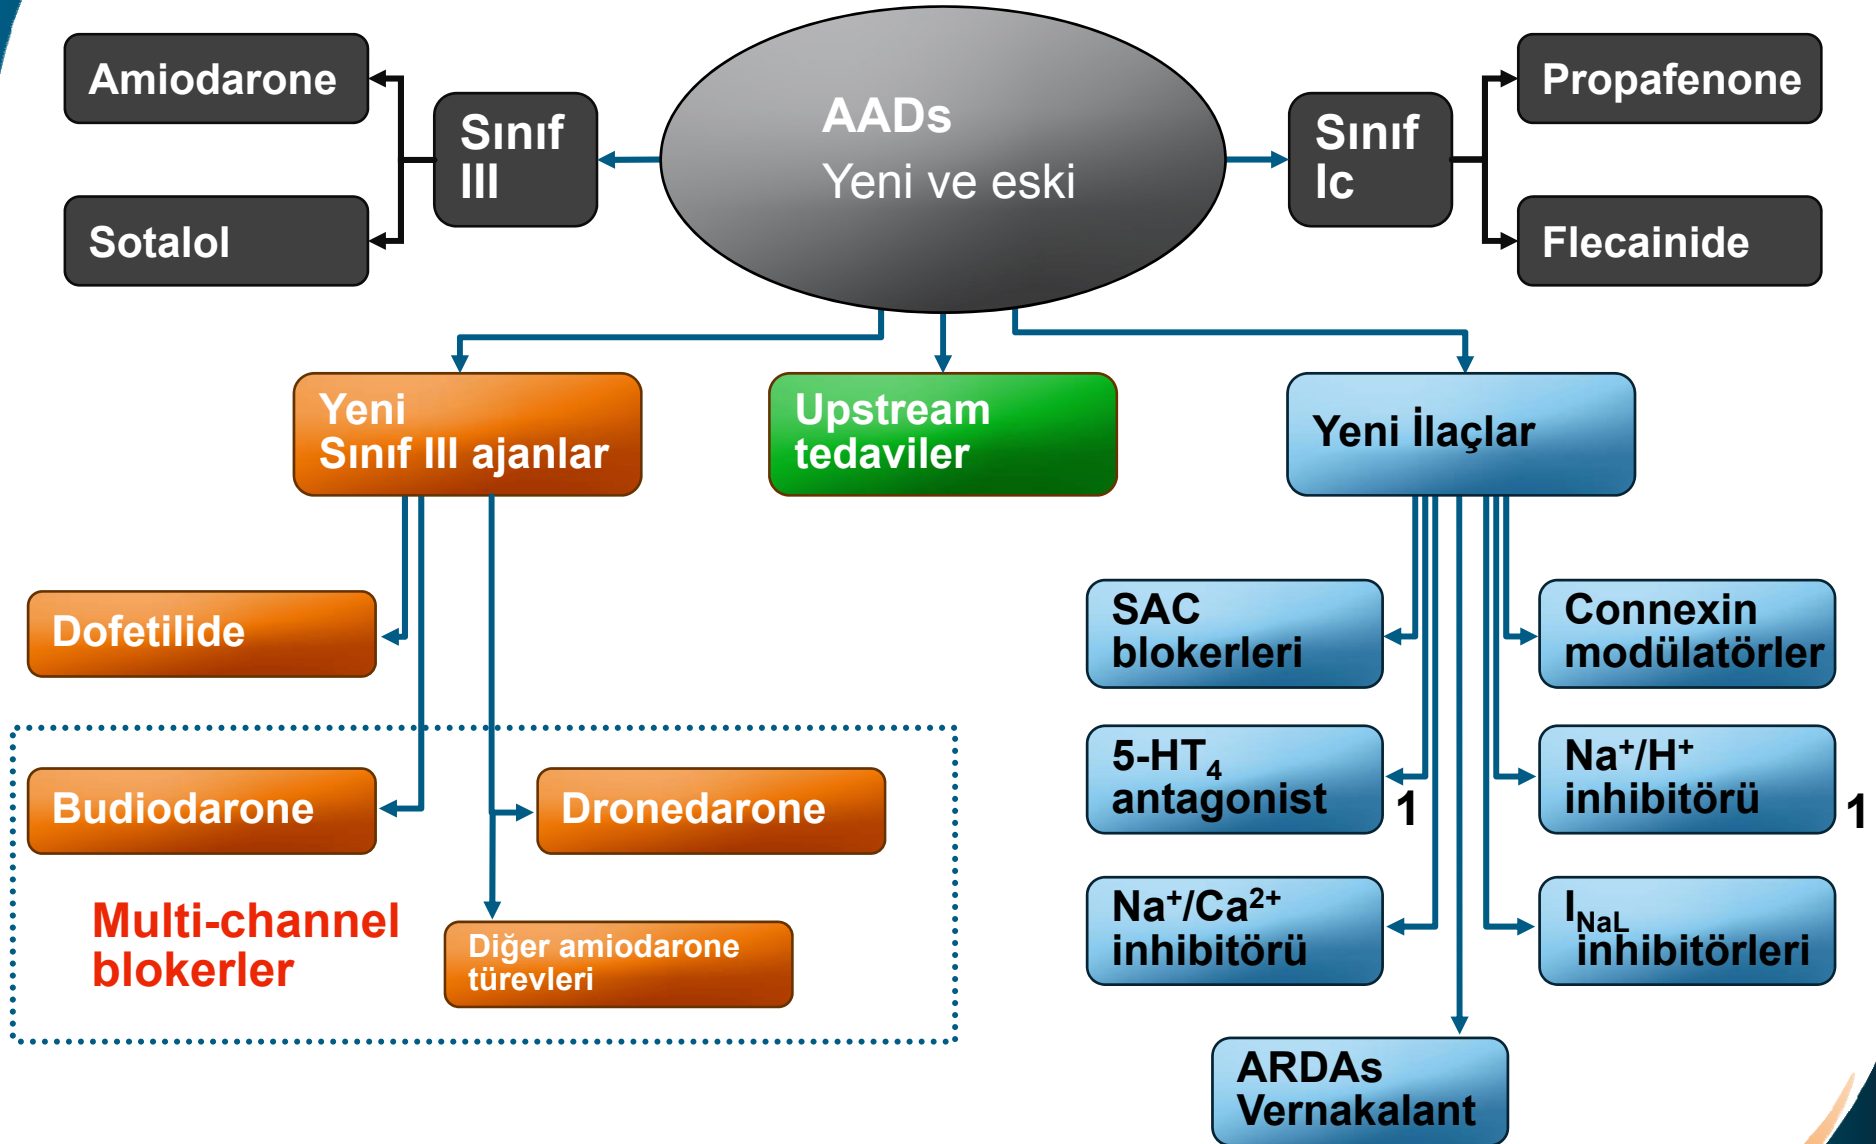 Amiodarone
Sotalol
Sınıf
III
AADs
Yeni ve eski
Sınıf
Ic
Propafenone
Flecainide
Yeni
Sınıf III ajanlar
Upstream
tedaviler
Yeni İlaçlar
Dofetilide
Budiodarone
Dronedarone
Multi-channel
blokerler
Diğer amiodarone
türevleri
SAC
blokerleri
Connexin
modülatörler
5-HT₄
antagonist
1
Na⁺/H⁺
inhibitörü
1
Na⁺/Ca²⁺
inhibitörü
I_NaL
inhibitörleri
ARDAs
Vernakalant